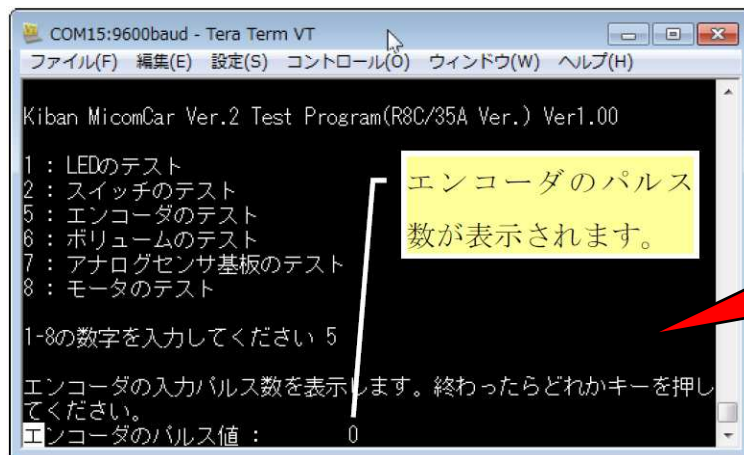 COM15:9600baud - Tera Term VT
ファイル(F) 編集(E) 設定(S) コントロール(O) ウィンドウ(W) ヘルプ(H)
Kiban MicomCar Ver.2 Test Program(R8C/35A Ver.) Ver1.00
1 : LEDのテスト
2 : スイッチのテスト
5 : エンコーダのテスト
6 : ボリュームのテスト
7 : アナログセンサ基板のテスト
8 : モータのテスト
エンコーダのパルス
数が表示されます。
1-8の数字を入力してください 5
エンコーダの入力パルス数を表示します。終わったらどれかキーを押し
てください。
エンコーダのパルス値 : 0